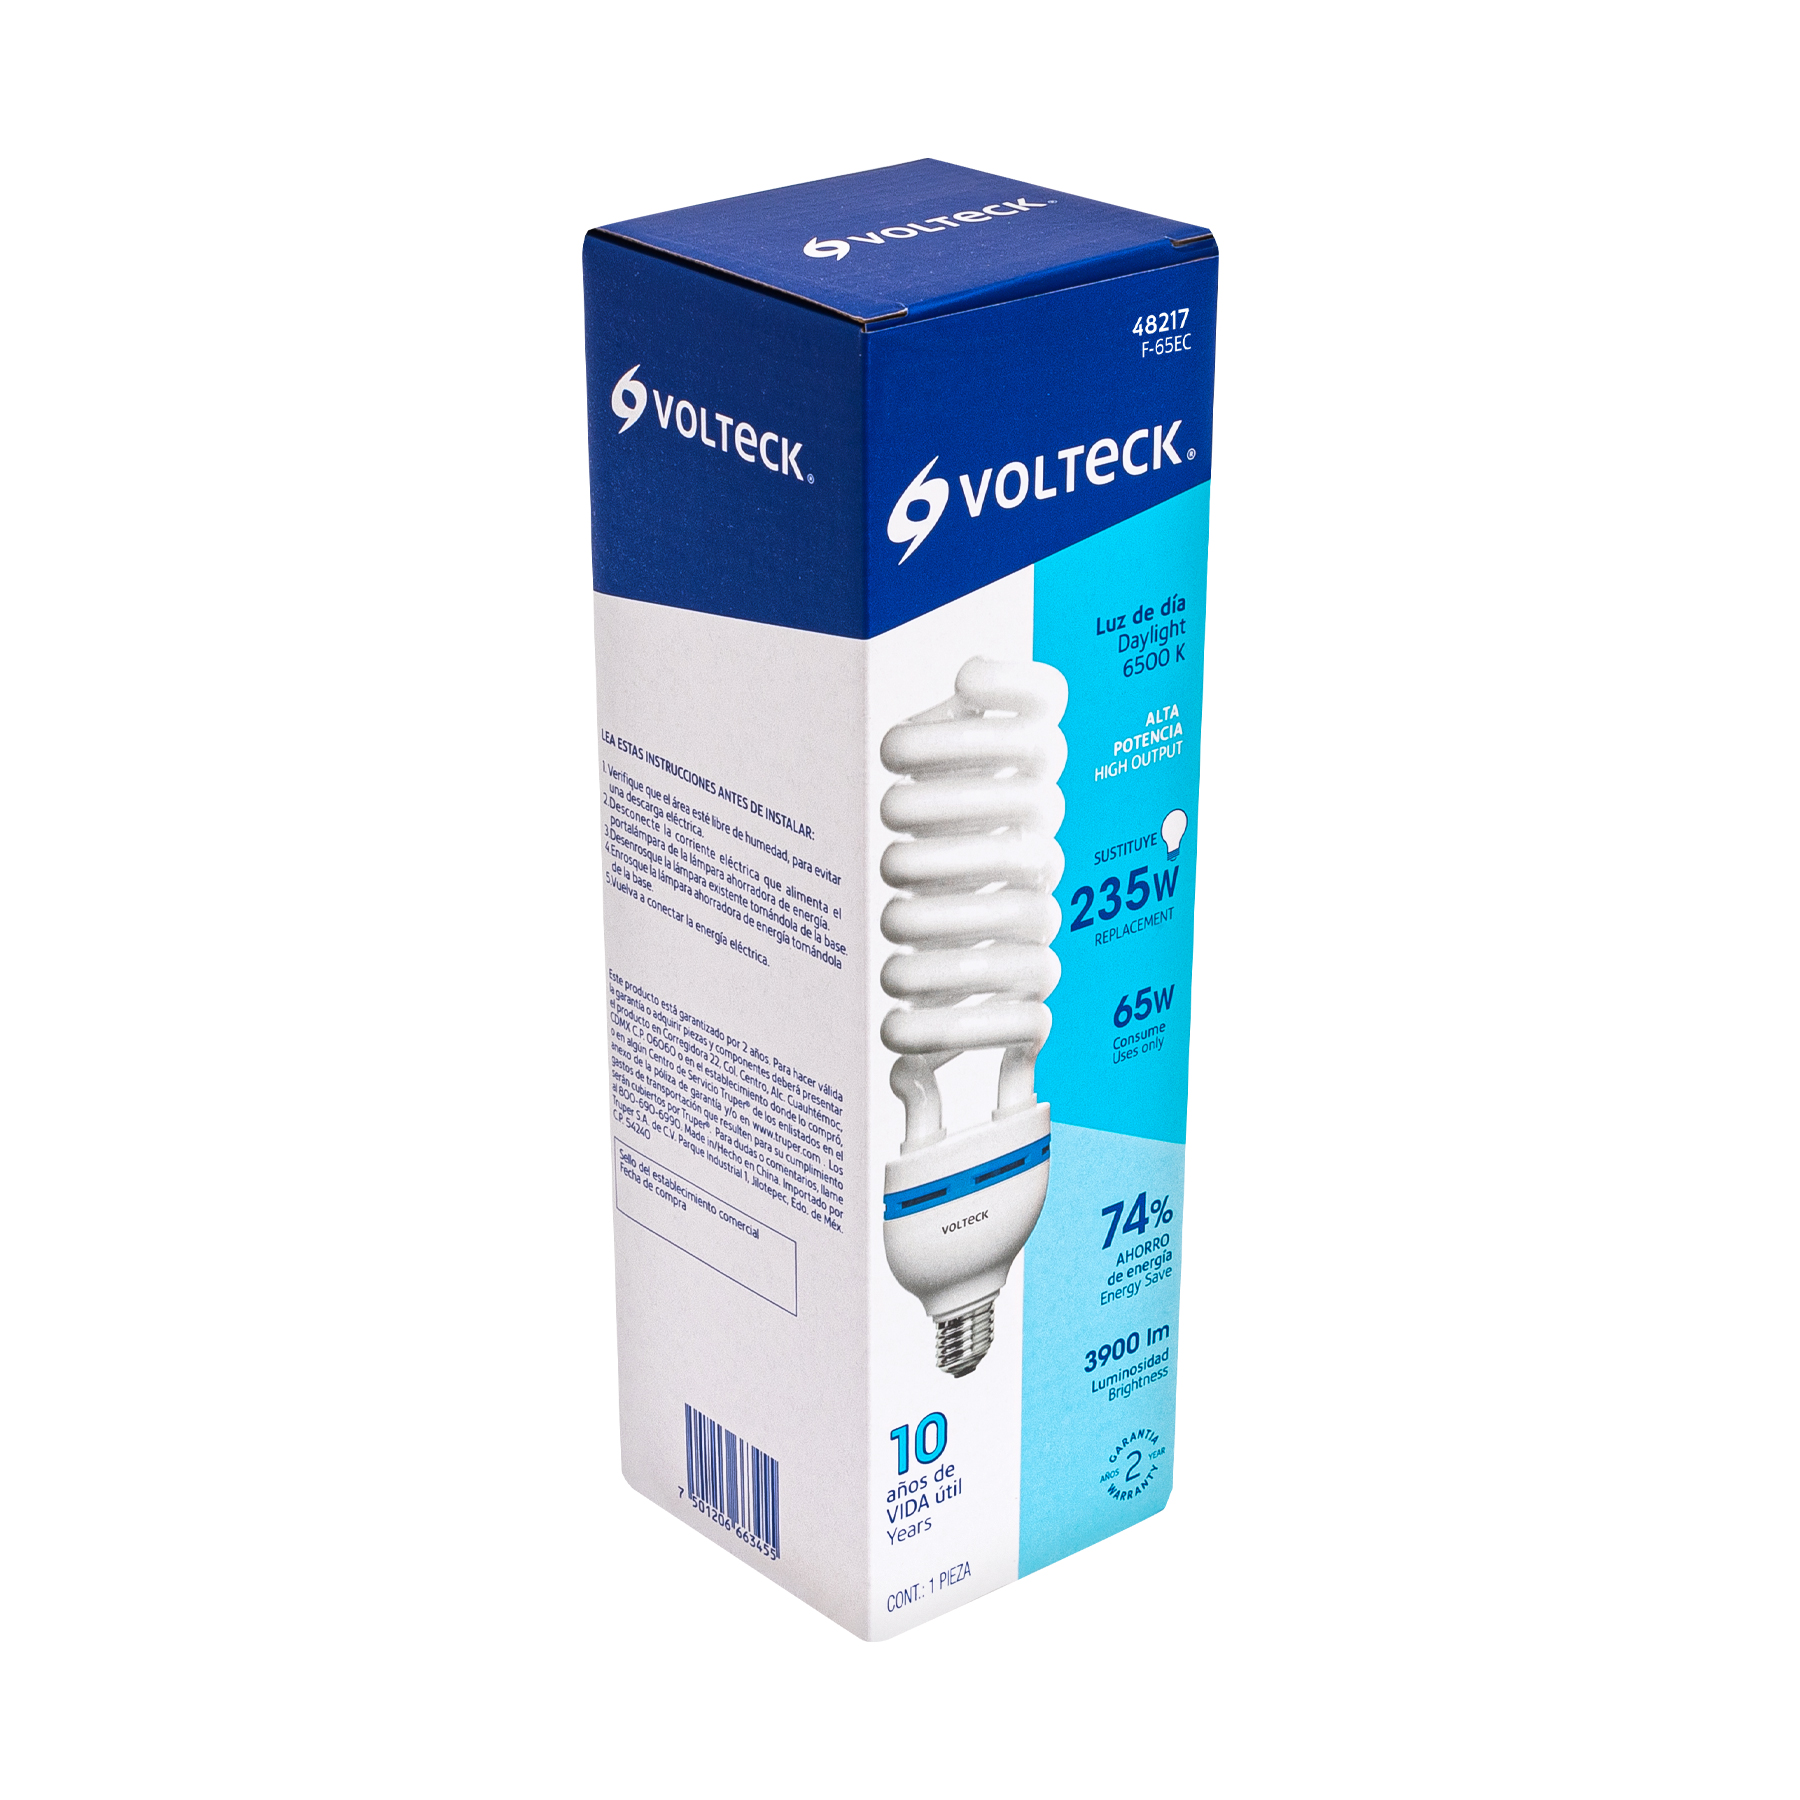 VOLTECK.
VOLTECK®
LEA ESTAS INSTRUCCIONES ANTES DE INSTALAR:
1. Verifique que el área esté libre de humedad, para evitar
una descarga eléctrica.
2.Desconecte la corriente eléctrica que alimenta el
portalámpara de la lámpara ahorradora de energía.
3.Desenrosque la lámpara existente tomándola de la base.
4.Enrosque la lámpara ahorradora de energía tomándola
de la base.
5.Vuelva a conectar la energía eléctrica.
Este producto está garantizado por 2 años. Para hacer válida
la garantía o adquirir piezas y componentes deberá presentar
el producto en Corregidora 22, Col. Centro, Alc. Cuauhtémoc,
CDMX C.P. 06060 o en el establecimiento donde lo compró,
o en algún Centro de Servicio Truper® de los enlistados en el
anexo de la póliza de garantía y/o en www.truper.com . Los
gastos de transportación que resulten para su cumplimiento
serán cubiertos por Truper®. Para dudas o comentarios, llame
al 800-690-6990. Made in/Hecho en China. Importado por
Truper S.A. de C.V. Parque Industrial 1, Jilotepec, Edo. de Méx.
C.P. 54240
Sello del establecimiento comercial
Fecha de compra
7 501206 663455
48217
F-65EC
VOLTECK®
Luz de día
Daylight
6500 K
ALTA
POTENCIA
HIGH OUTPUT
SUSTITUYE
235W
REPLACEMENT
65W
Consume
Uses only
VOLTECK
74%
AHORRO
de energía
Energy Save
3900 lm
Luminosidad
Brightness
GARANTIA
AÑOS 2 YEAR
WARRANTY
10
años de
VIDA útil
Years
CONT.: 1 PIEZA